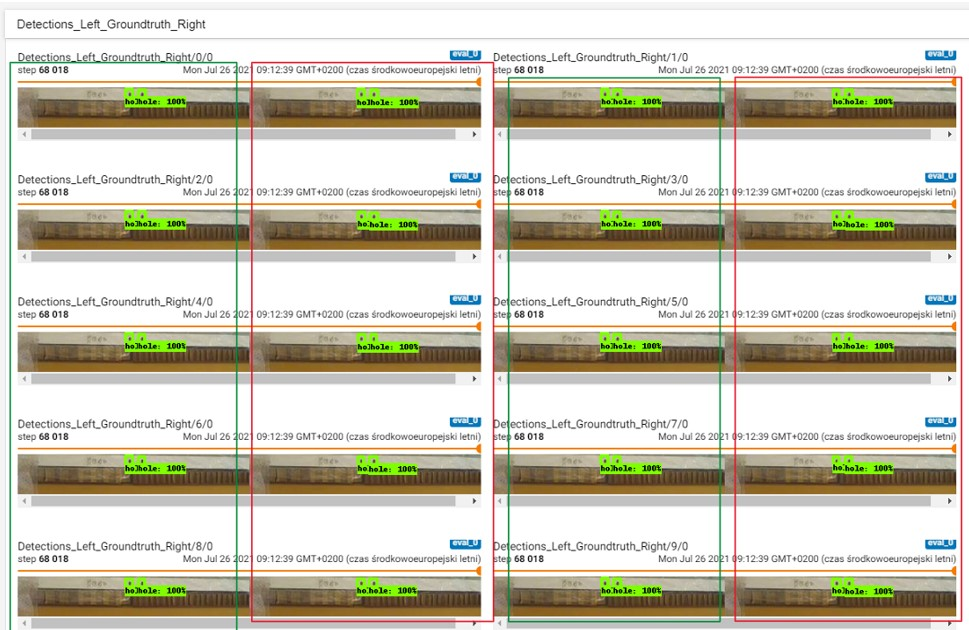 Detections_Left_Groundtruth_Right
Detections_Left_Groundtruth_Right/0/0
eval_0
step 68 018
Mon Jul 26 2021 09:12:39 GMT+0200 (czas środkowoeuropejski letni)
hole: 100%
hole: 100%
Detections_Left_Groundtruth_Right/1/0
eval_0
step 68 018
Mon Jul 26 2021 09:12:39 GMT+0200 (czas środkowoeuropejski letni)
hole: 100%
hole: 100%
Detections_Left_Groundtruth_Right/2/0
eval_0
step 68 018
Mon Jul 26 2021 09:12:39 GMT+0200 (czas środkowoeuropejski letni)
hole: 100%
hole: 100%
Detections_Left_Groundtruth_Right/3/0
eval_0
step 68 018
Mon Jul 26 2021 09:12:39 GMT+0200 (czas środkowoeuropejski letni)
hole: 100%
hole: 100%
Detections_Left_Groundtruth_Right/4/0
eval_0
step 68 018
Mon Jul 26 2021 09:12:39 GMT+0200 (czas środkowoeuropejski letni)
hole: 100%
hole: 100%
Detections_Left_Groundtruth_Right/5/0
eval_0
step 68 018
Mon Jul 26 2021 09:12:39 GMT+0200 (czas środkowoeuropejski letni)
hole: 100%
hole: 100%
Detections_Left_Groundtruth_Right/6/0
eval_0
step 68 018
Mon Jul 26 2021 09:12:39 GMT+0200 (czas środkowoeuropejski letni)
hole: 100%
hole: 100%
Detections_Left_Groundtruth_Right/7/0
eval_0
step 68 018
Mon Jul 26 2021 09:12:39 GMT+0200 (czas środkowoeuropejski letni)
hole: 100%
hole: 100%
Detections_Left_Groundtruth_Right/8/0
eval_0
step 68 018
Mon Jul 26 2021 09:12:39 GMT+0200 (czas środkowoeuropejski letni)
hole: 100%
hole: 100%
Detections_Left_Groundtruth_Right/9/0
eval_0
step 68 018
Mon Jul 26 2021 09:12:39 GMT+0200 (czas środkowoeuropejski letni)
hole: 100%
hole: 100%